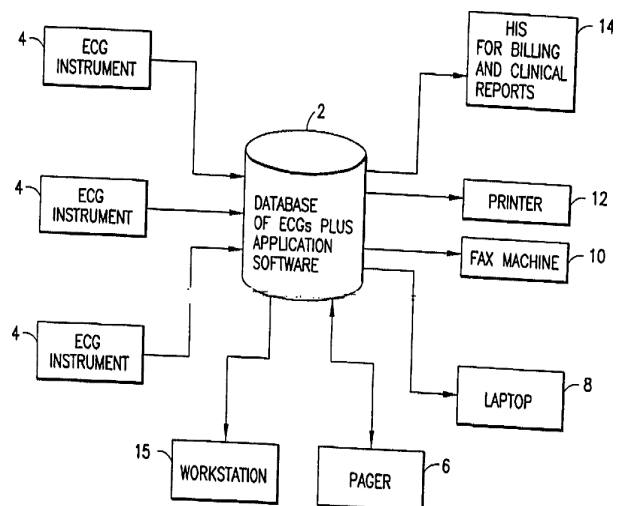 4
ECG
INSTRUMENT
HIS
FOR BILLING
AND CLINICAL
REPORTS
14
2
4
ECG
INSTRUMENT
DATABASE
OF ECGs PLUS
APPLICATION
SOFTWARE
PRINTER
12
FAX MACHINE
10
4
ECG
INSTRUMENT
LAPTOP
8
15
WORKSTATION
PAGER
6